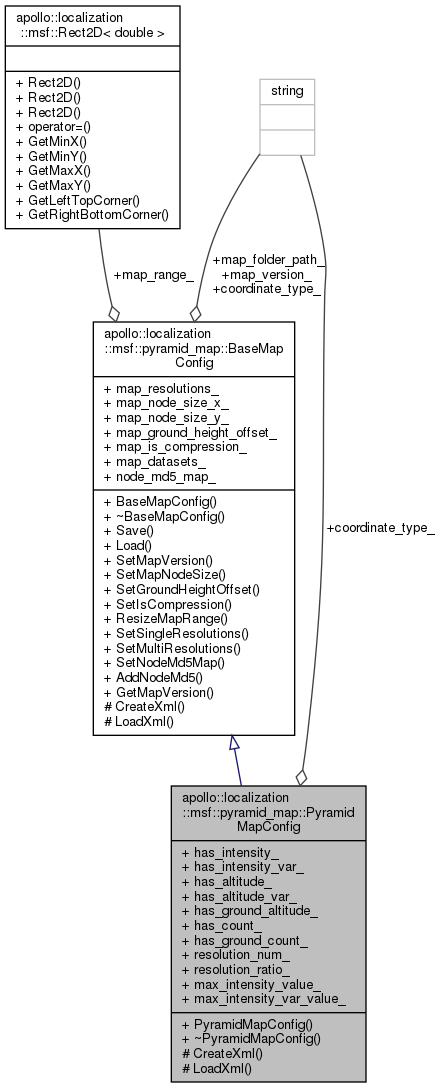 apollo::localization
::msf::Rect2D< double >
+ Rect2D()
+ Rect2D()
+ Rect2D()
+ operator=()
+ GetMinX()
+ GetMinY()
+ GetMaxX()
+ GetMaxY()
+ GetLeftTopCorner()
+ GetRightBottomCorner()
string
+map_range_
+map_folder_path_
+map_version_
+coordinate_type_
apollo::localization
::msf::pyramid_map::BaseMap
Config
+ map_resolutions_
+ map_node_size_x_
+ map_node_size_y_
+ map_ground_height_offset_
+ map_is_compression_
+ map_datasets_
+ node_md5_map_
+ BaseMapConfig()
+ ~BaseMapConfig()
+ Save()
+ Load()
+ SetMapVersion()
+ SetMapNodeSize()
+ SetGroundHeightOffset()
+ SetIsCompression()
+ ResizeMapRange()
+ SetSingleResolutions()
+ SetMultiResolutions()
+ SetNodeMd5Map()
+ AddNodeMd5()
+ GetMapVersion()
# CreateXml()
# LoadXml()
+coordinate_type_
apollo::localization
::msf::pyramid_map::Pyramid
MapConfig
+ has_intensity_
+ has_intensity_var_
+ has_altitude_
+ has_altitude_var_
+ has_ground_altitude_
+ has_count_
+ has_ground_count_
+ resolution_num_
+ resolution_ratio_
+ max_intensity_value_
+ max_intensity_var_value_
+ PyramidMapConfig()
+ ~PyramidMapConfig()
# CreateXml()
# LoadXml()